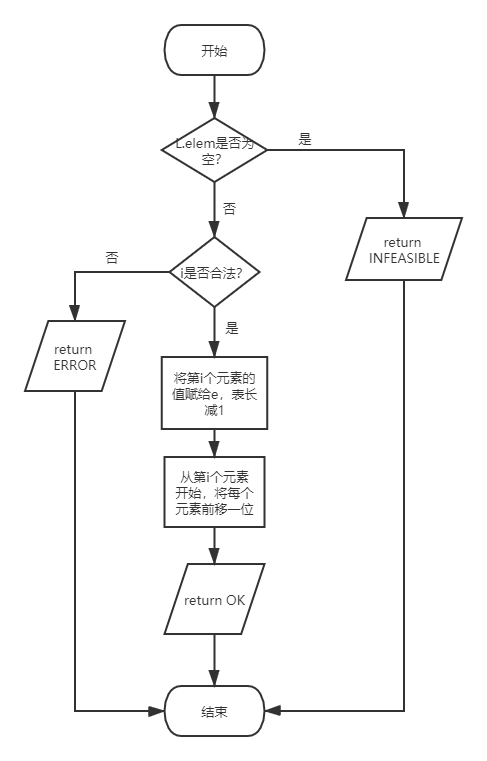 开始
L.elem是否为
空?
是
否
return
INFEASIBLE
i是否合法?
否
是
return
ERROR
将第i个元素的
值赋给e，表长
减1
从第i个元素
开始，将每个
元素前移一位
return OK
结束